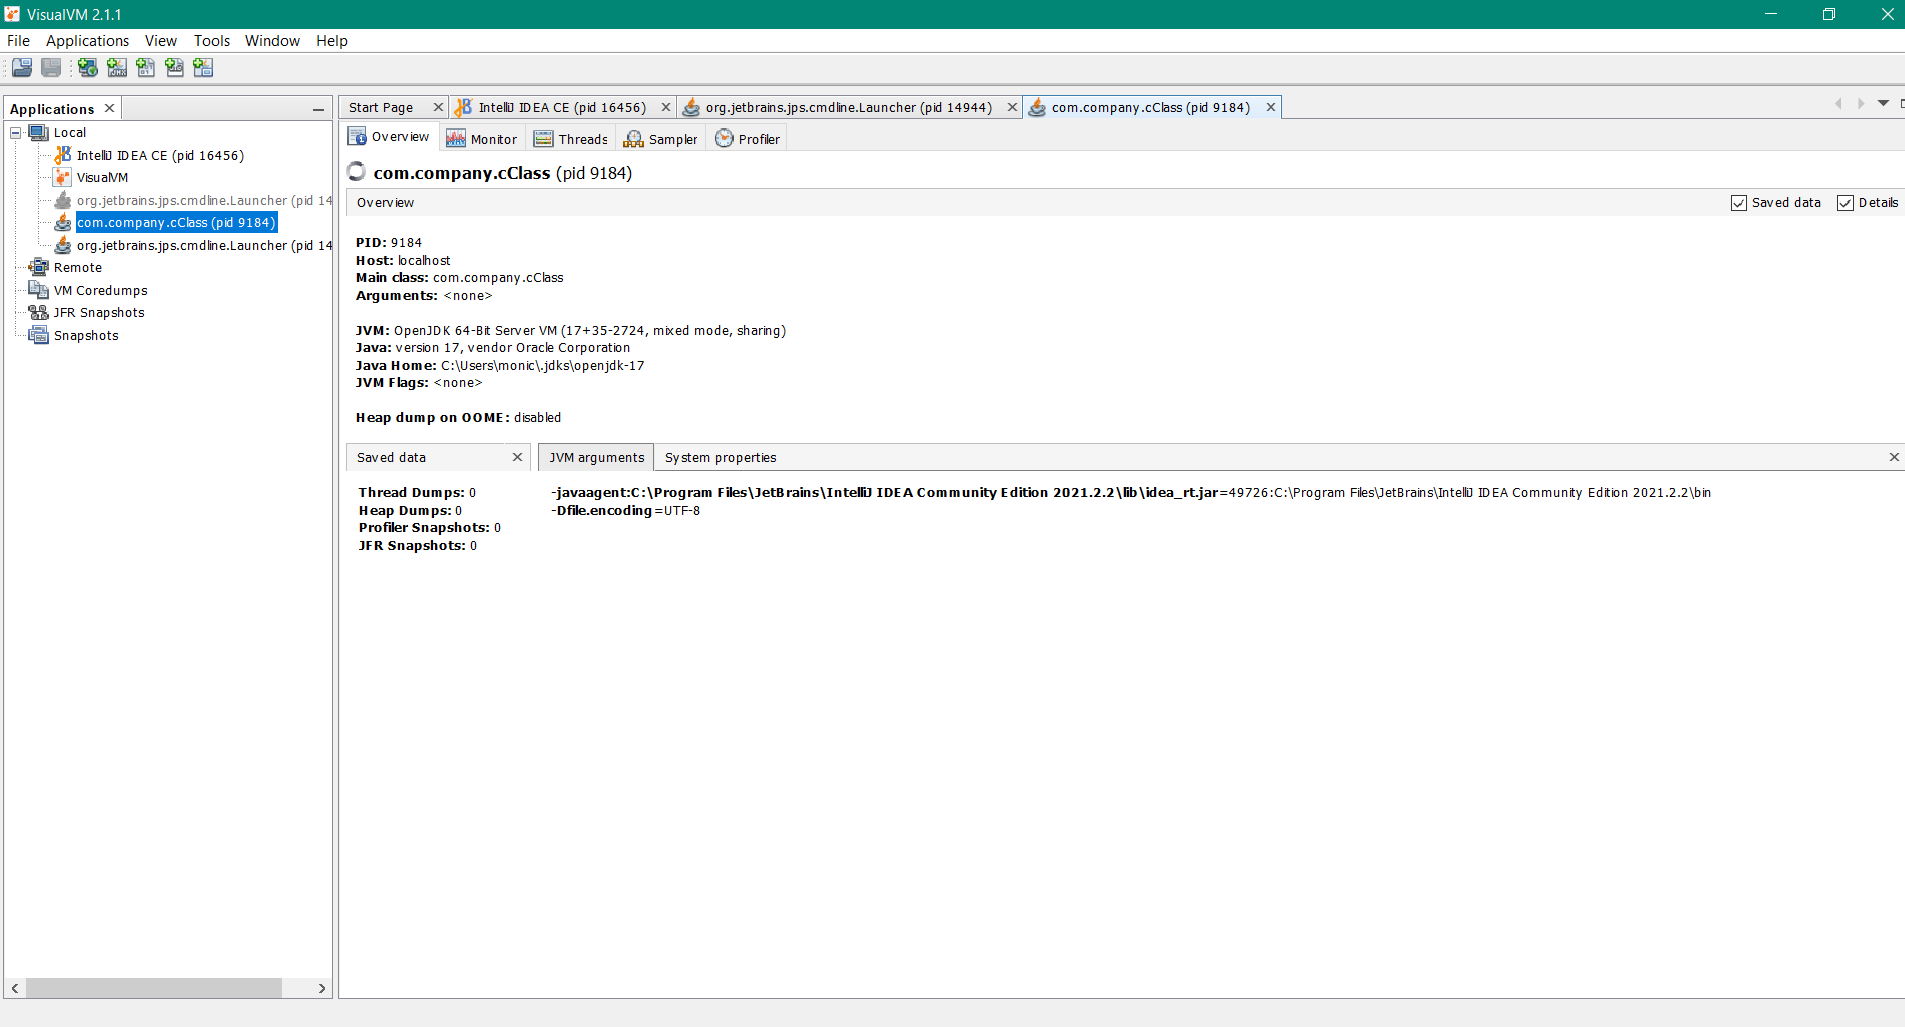 VisualVM 2.1.1
File Applications View Tools Window Help
Applications
Local
IntelliJ IDEA CE (pid 16456)
VisualVM
org.jetbrains.jps.cmdline.Launcher (pid 14
com.company.cClass (pid 9184)
org.jetbrains.jps.cmdline.Launcher (pid 14
Remote
VM Coredumps
JFR Snapshots
Snapshots
Start Page IntelliJ IDEA CE (pid 16456) org.jetbrains.jps.cmdline.Launcher (pid 14944) com.company.cClass (pid 9184)
Overview Monitor Threads Sampler Profiler
com.company.cClass (pid 9184)
Overview Saved data Details
PID: 9184
Host: localhost
Main class: com.company.cClass
Arguments: <none>
JVM: OpenJDK 64-Bit Server VM (17+35-2724, mixed mode, sharing)
Java: version 17, vendor Oracle Corporation
Java Home: C:\Users\monic\.jdks\openjdk-17
JVM Flags: <none>
Heap dump on OOME: disabled
Saved data
Thread Dumps: 0
Heap Dumps: 0
Profiler Snapshots: 0
JFR Snapshots: 0
JVM arguments System properties
-javaagent:C:\Program Files\JetBrains\IntelliJ IDEA Community Edition 2021.2.2\lib\idea_rt.jar=49726:C:\Program Files\JetBrains\IntelliJ IDEA Community Edition 2021.2.2\bin
-Dfile.encoding=UTF-8